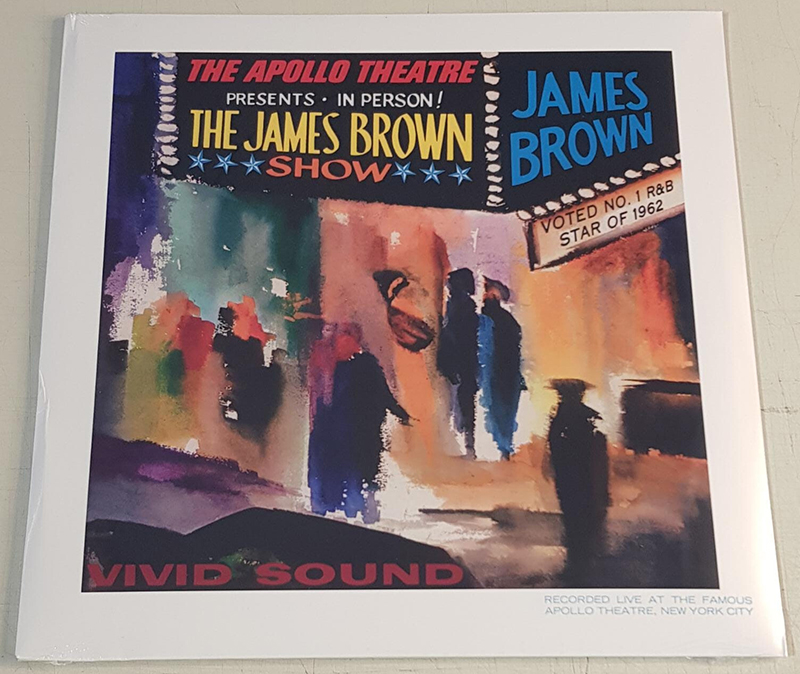 THE APOLLO THEATRE
PRESENTS · IN PERSON!
THE JAMES BROWN
SHOW
JAMES
BROWN
VOTED NO. 1 R&B
STAR OF 1962
VIVID SOUND
RECORDED LIVE AT THE FAMOUS
APOLLO THEATRE, NEW YORK CITY